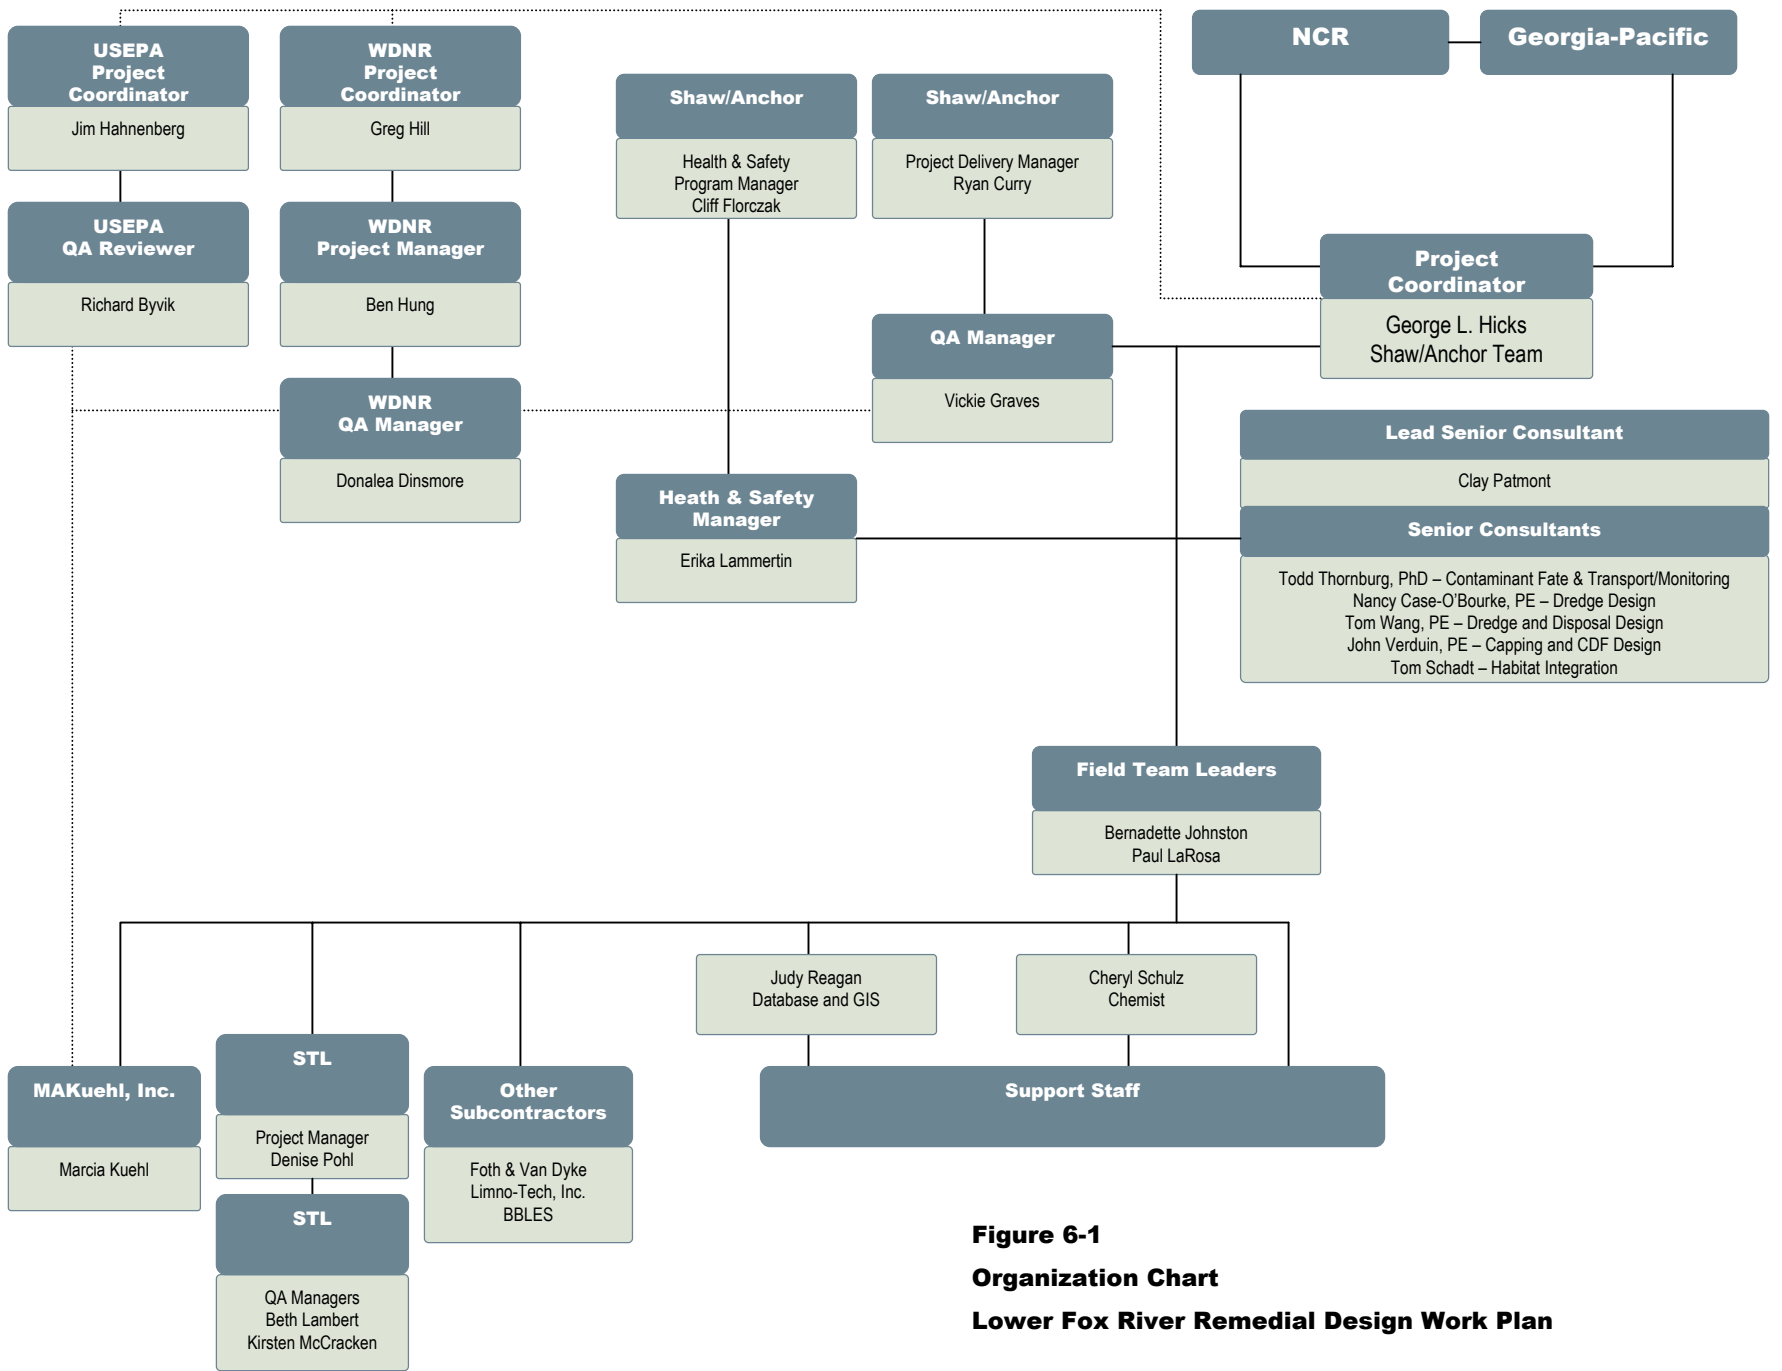 USEPA
Project
Coordinator
Jim Hahnenberg
WDNR
Project
Coordinator
Greg Hill
Shaw/Anchor
Health & Safety
Program Manager
Cliff Florczak
Shaw/Anchor
Project Delivery Manager
Ryan Curry
NCR
Georgia-Pacific
USEPA
QA Reviewer
Richard Byvik
WDNR
Project Manager
Ben Hung
Project
Coordinator
George L. Hicks
Shaw/Anchor Team
QA Manager
Vickie Graves
WDNR
QA Manager
Donalea Dinsmore
Heath & Safety
Manager
Erika Lammertin
Lead Senior Consultant
Clay Patmont
Senior Consultants
Todd Thornburg, PhD – Contaminant Fate & Transport/Monitoring
Nancy Case-O’Bourke, PE – Dredge Design
Tom Wang, PE – Dredge and Disposal Design
John Verduin, PE – Capping and CDF Design
Tom Schadt – Habitat Integration
Field Team Leaders
Bernadette Johnston
Paul LaRosa
Judy Reagan
Database and GIS
Cheryl Schulz
Chemist
MAKuehl, Inc.
Marcia Kuehl
STL
Project Manager
Denise Pohl
STL
QA Managers
Beth Lambert
Kirsten McCracken
Other
Subcontractors
Foth & Van Dyke
Limno-Tech, Inc.
BBLES
Support Staff
Figure 6-1
Organization Chart
Lower Fox River Remedial Design Work Plan